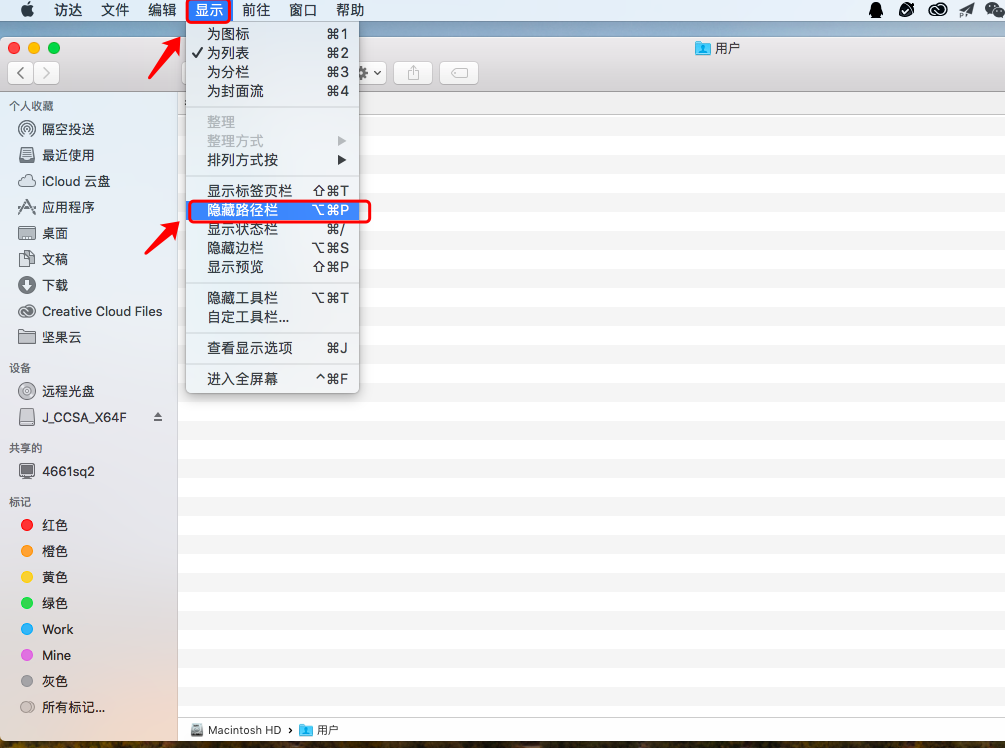 访达 文件 编辑 显示 前往 窗口 帮助
为图标 ⌘1
✓为列表 ⌘2
为分栏 ⌘3
为封面流 ⌘4
整理
整理方式
排列方式按
显示标签页栏 ⇧⌘T
隐藏路径栏 ⌥⌘P
显示状态栏 ⌘/
隐藏边栏 ⌥⌘S
显示预览 ⇧⌘P
隐藏工具栏 ⌥⌘T
自定工具栏...
查看显示选项 ⌘J
进入全屏幕 ^⌘F
用户
个人收藏
隔空投送
最近使用
iCloud 云盘
应用程序
桌面
文稿
下载
Creative Cloud Files
坚果云
设备
远程光盘
J_CCSA_X64F
共享的
4661sq2
标记
红色
橙色
黄色
绿色
Work
Mine
灰色
所有标记...
Macintosh HD › 用户